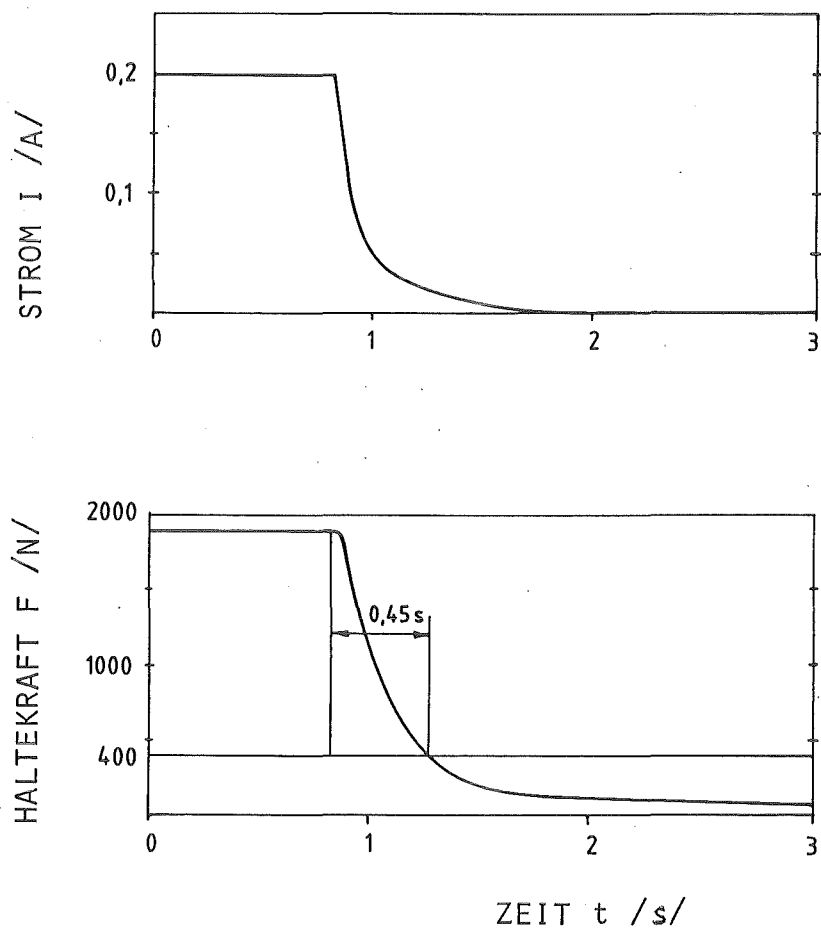 STROM I /A/
0,2
0,1
0 1 2 3
HALTEKRAFT F /N/
2000
0,45s
1000
400
0 1 2 3
ZEIT t /s/